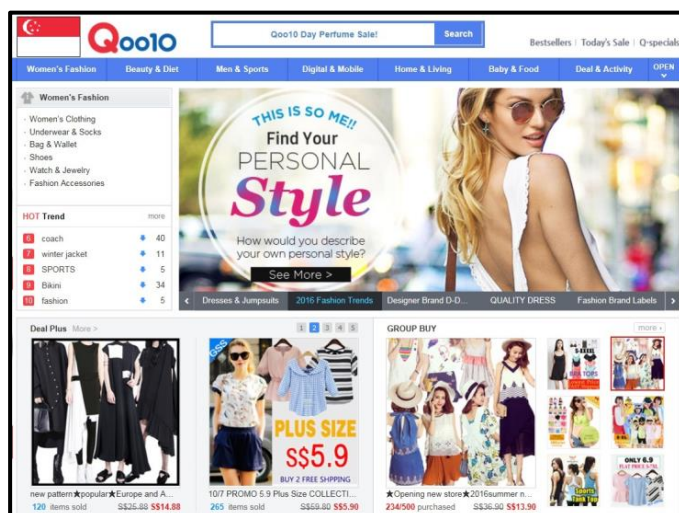 Qoo10
Qoo10 Day Perfume Sale!
Search
Bestsellers | Today's Sale | Q-specials
Women's Fashion
Beauty & Diet
Men & Sports
Digital & Mobile
Home & Living
Baby & Food
Deal & Activity
OPEN
Women's Fashion
· Women's Clothing
· Underwear & Socks
· Bag & Wallet
· Shoes
· Watch & Jewelry
· Fashion Accessories
HOT Trend more
6 coach 40
7 winter jacket 11
8 SPORTS 5
9 Bikini 34
10 fashion 5
THIS IS SO ME!!
Find Your
PERSONAL
Style
How would you describe
your own personal style?
See More >
Dresses & Jumpsuits
2016 Fashion Trends
Designer Brand D-D...
QUALITY DRESS
Fashion Brand Labels
Deal Plus More >
1 2 3 4 5
GSS
PLUS SIZE
S$5.9
BUY 2 FREE SHIPPING
new pattern★popular★Europe and A...
120 items sold S$25.88 S$14.88
10/7 PROMO 5.9 Plus Size COLLECTI...
265 items sold S$59.80 S$5.90
GROUP BUY
more
★Opening new store★2016summer n...
234/500 purchased S$36.90 S$13.90
BRA TOPS
Sports
Tank Top
ONLY 6.9